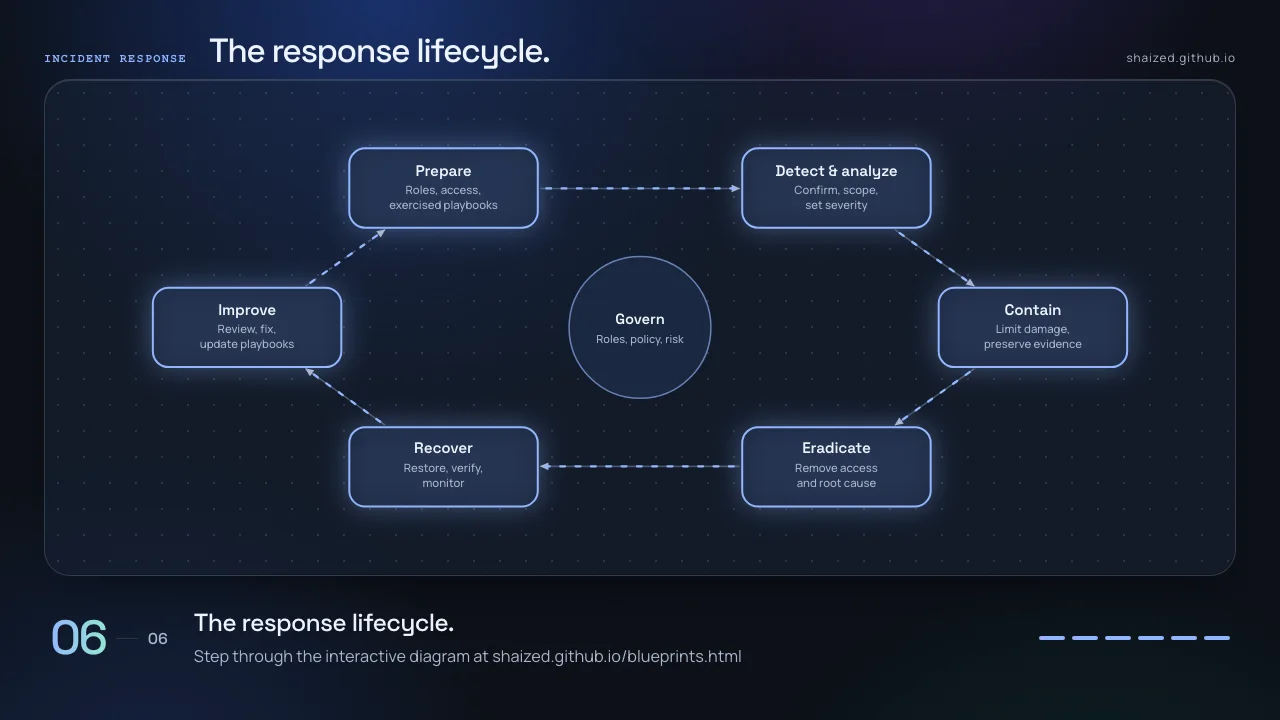 INCIDENT RESPONSE
The response lifecycle.
shaized.github.io
Prepare
Roles, access,
exercised playbooks
Detect & analyze
Confirm, scope,
set severity
Improve
Review, fix,
update playbooks
Govern
Roles, policy, risk
Contain
Limit damage,
preserve evidence
Recover
Restore, verify,
monitor
Eradicate
Remove access
and root cause
06
06
The response lifecycle.
Step through the interactive diagram at shaized.github.io/blueprints.html